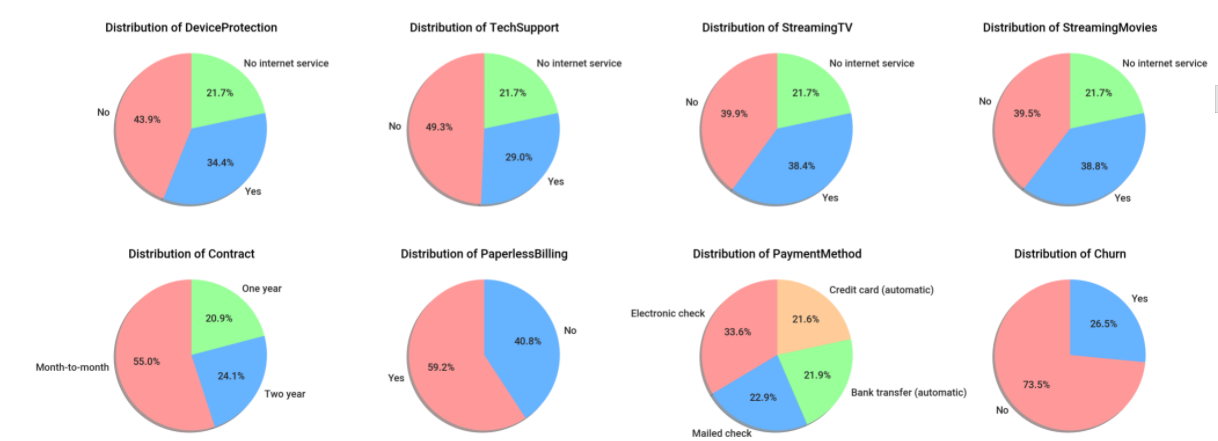 Distribution of DeviceProtection
No internet service
21.7%
No
43.9%
34.4%
Yes
Distribution of TechSupport
No internet service
21.7%
No
49.3%
29.0%
Yes
Distribution of StreamingTV
No internet service
21.7%
No
39.9%
38.4%
Yes
Distribution of StreamingMovies
No internet service
21.7%
No
39.5%
38.8%
Yes
Distribution of Contract
One year
20.9%
Month-to-month
55.0%
24.1%
Two year
Distribution of PaperlessBilling
No
40.8%
59.2%
Yes
Distribution of PaymentMethod
Credit card (automatic)
21.6%
Electronic check
33.6%
21.9%
Bank transfer (automatic)
22.9%
Mailed check
Distribution of Churn
Yes
26.5%
73.5%
No